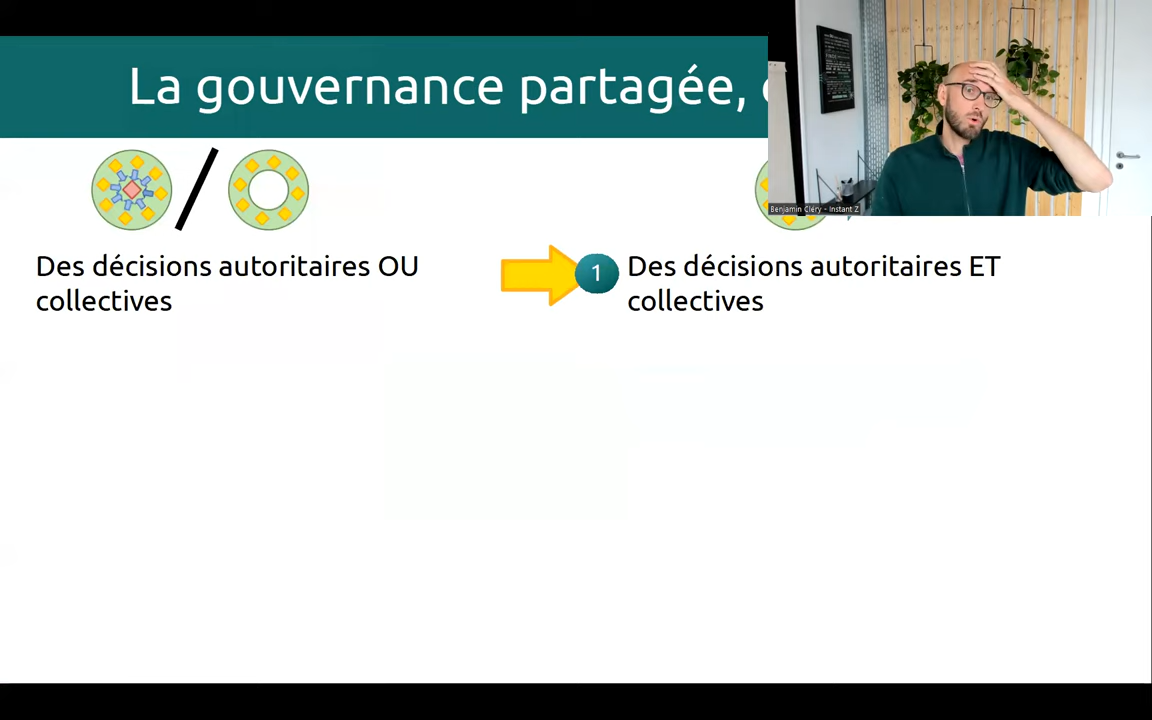 La gouvernance partagée,
Benjamin Cléry - Instant Z
Des décisions autoritaires OU
collectives
1
Des décisions autoritaires ET
collectives